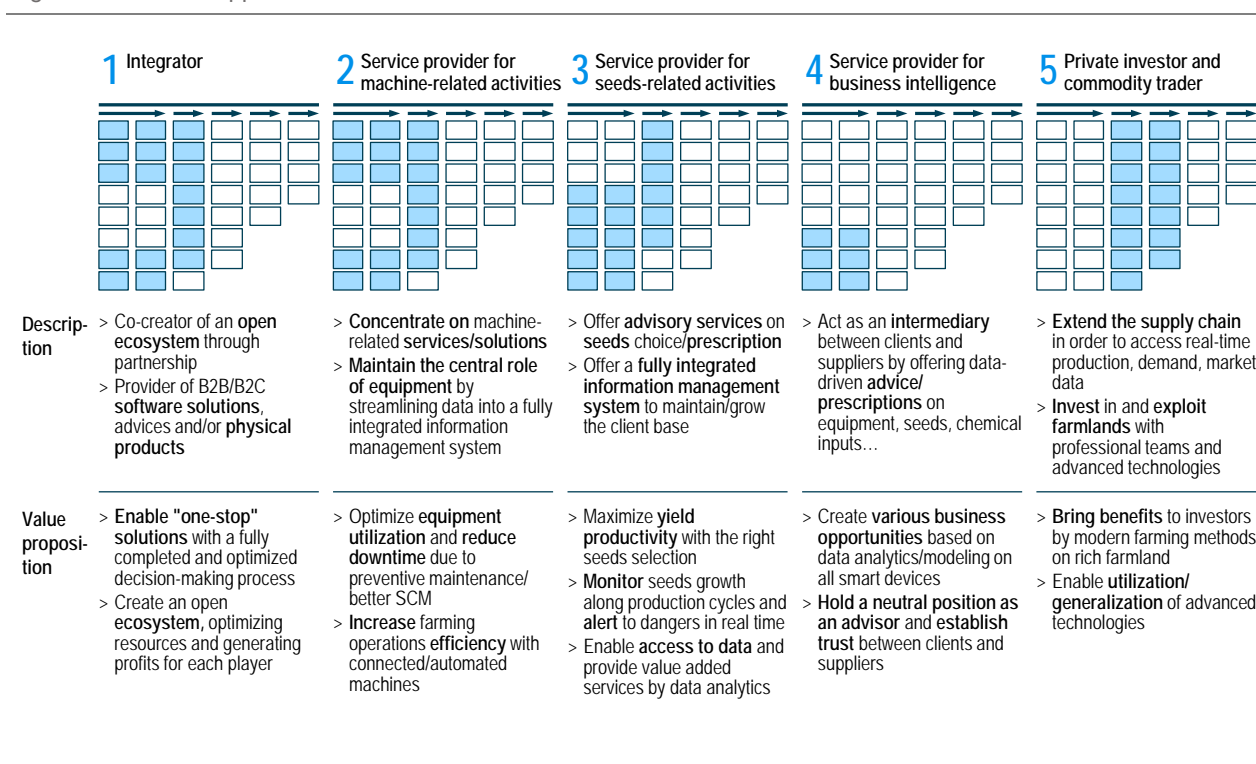 1 Integrator
2 Service provider for
machine-related activities
3 Service provider for
seeds-related activities
4 Service provider for
business intelligence
5 Private investor and
commodity trader
Descrip-
tion
> Co-creator of an open
ecosystem through
partnership
> Provider of B2B/B2C
software solutions,
advices and/or physical
products
> Concentrate on machine-
related services/solutions
> Maintain the central role
of equipment by
streamlining data into a fully
integrated information
management system
> Offer advisory services on
seeds choice/prescription
> Offer a fully integrated
information management
system to maintain/grow
the client base
> Act as an intermediary
between clients and
suppliers by offering data-
driven advice/
prescriptions on
equipment, seeds, chemical
inputs…
> Extend the supply chain
in order to access real-time
production, demand, market
data
> Invest in and exploit
farmlands with
professional teams and
advanced technologies
Value
proposi-
tion
> Enable "one-stop"
solutions with a fully
completed and optimized
decision-making process
> Create an open
ecosystem, optimizing
resources and generating
profits for each player
> Optimize equipment
utilization and reduce
downtime due to
preventive maintenance/
better SCM
> Increase farming
operations efficiency with
connected/automated
machines
> Maximize yield
productivity with the right
seeds selection
> Monitor seeds growth
along production cycles and
alert to dangers in real time
> Enable access to data and
provide value added
services by data analytics
> Create various business
opportunities based on
data analytics/modeling on
all smart devices
> Hold a neutral position as
an advisor and establish
trust between clients and
suppliers
> Bring benefits to investors
by modern farming methods
on rich farmland
> Enable utilization/
generalization of advanced
technologies